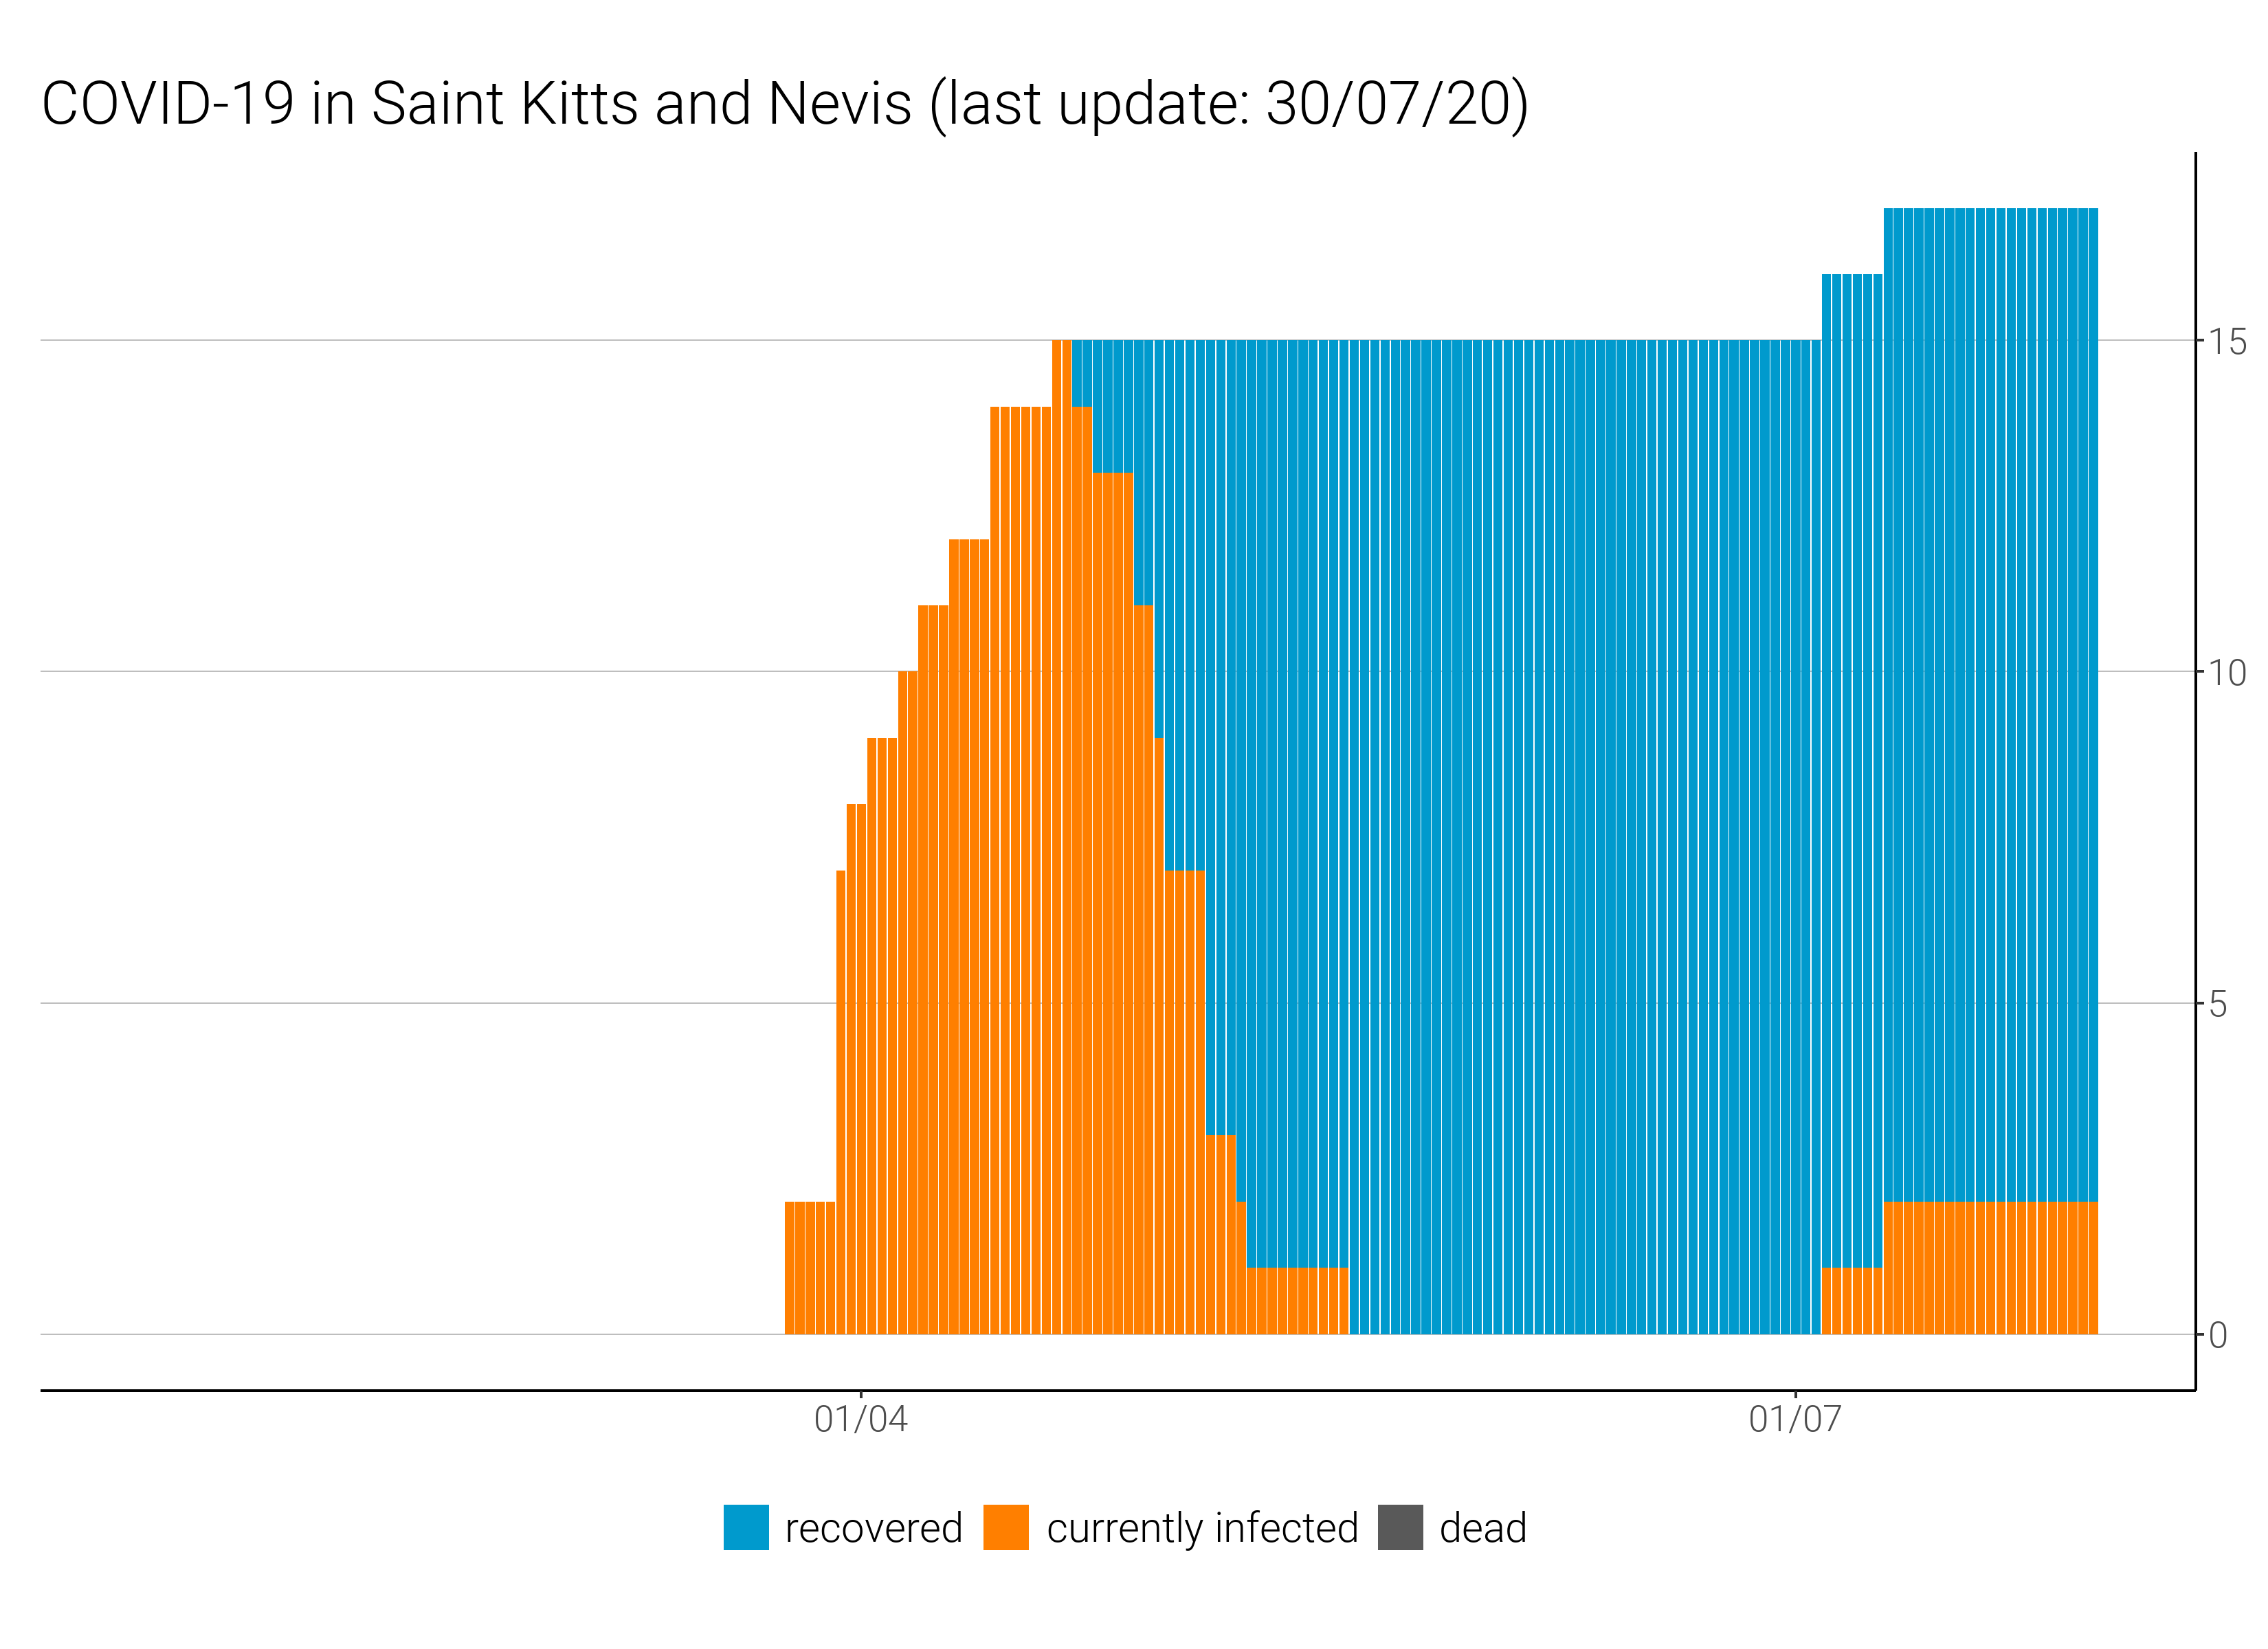 COVID-19 in Saint Kitts and Nevis (last update: 30/07/20)
15
10
5
0
01/04 01/07
recovered currently infected dead